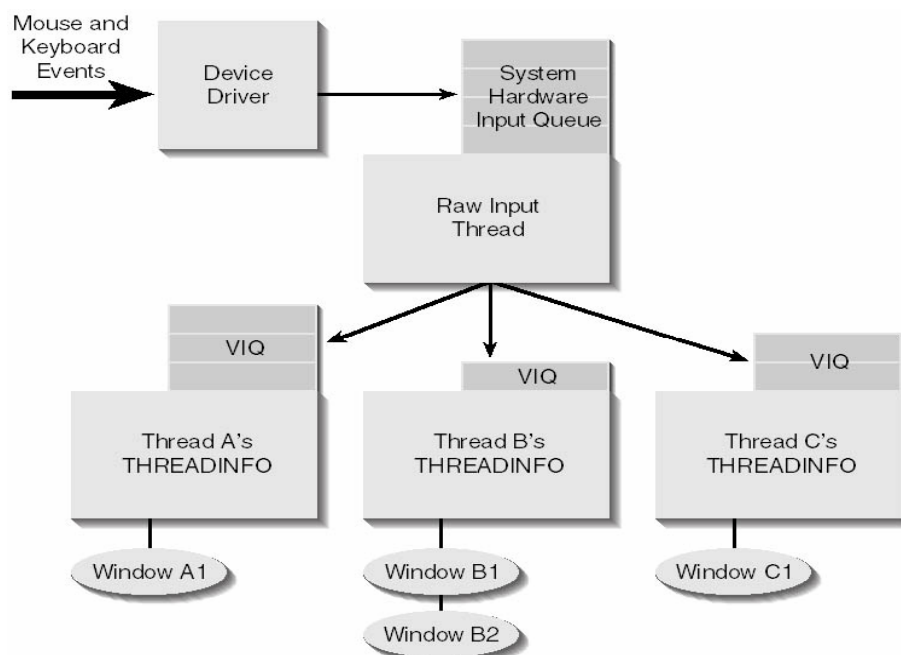 Mouse and
Keyboard
Events
Device
Driver
System
Hardware
Input Queue
Raw Input
Thread
VIQ
VIQ
VIQ
Thread A's
THREADINFO
Thread B's
THREADINFO
Thread C's
THREADINFO
Window A1
Window B1
Window C1
Window B2